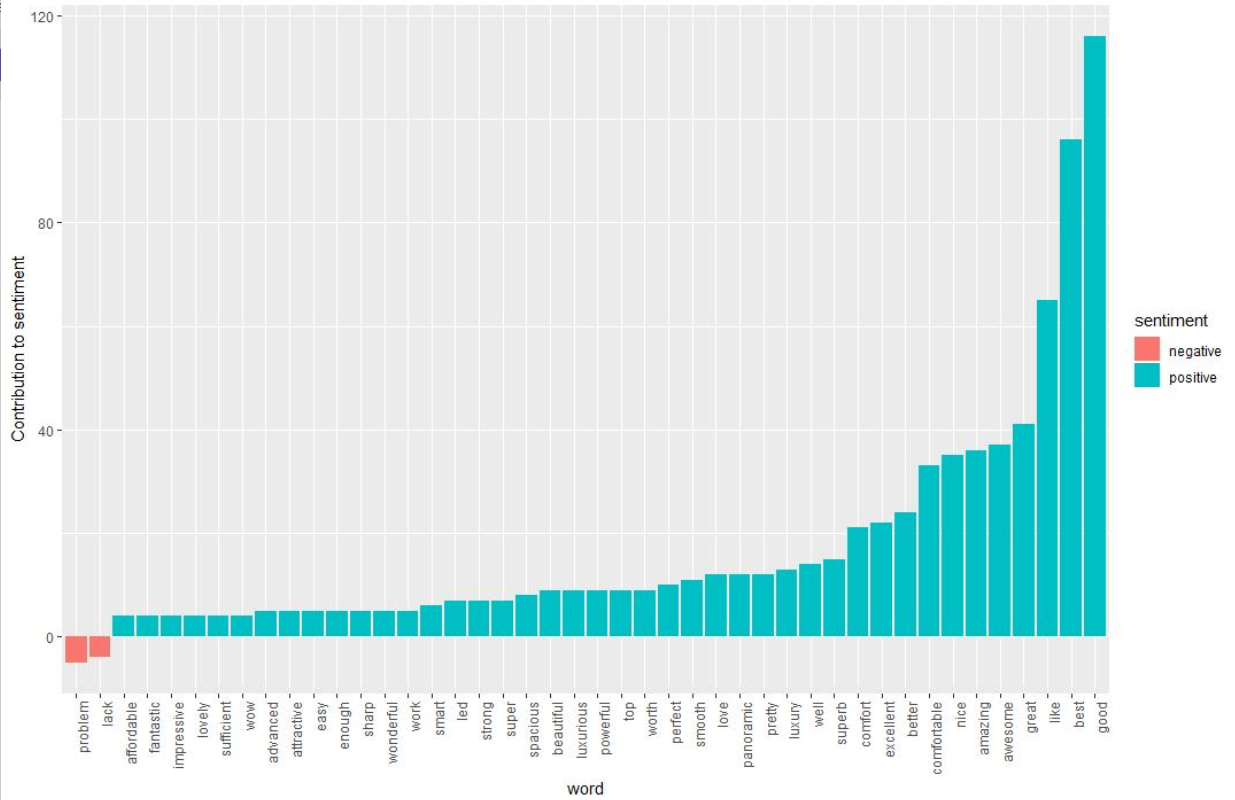 120
80
40
0
Contribution to sentiment
problem
lack
affordable
fantastic
impressive
lovely
sufficient
wow
advanced
attractive
easy
enough
sharp
wonderful
work
smart
led
strong
super
spacious
beautiful
luxurious
powerful
top
worth
perfect
smooth
love
panoramic
pretty
luxury
well
superb
comfort
excellent
better
comfortable
nice
amazing
awesome
great
like
best
good
word
sentiment
negative
positive